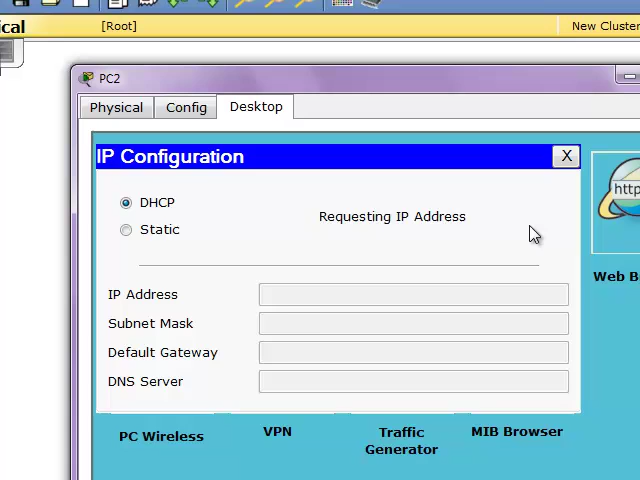 ical
[Root]
New Cluster
PC2
Physical
Config
Desktop
IP Configuration
X
DHCP
Static
Requesting IP Address
http
Web B
IP Address
Subnet Mask
Default Gateway
DNS Server
PC Wireless
VPN
Traffic
Generator
MIB Browser